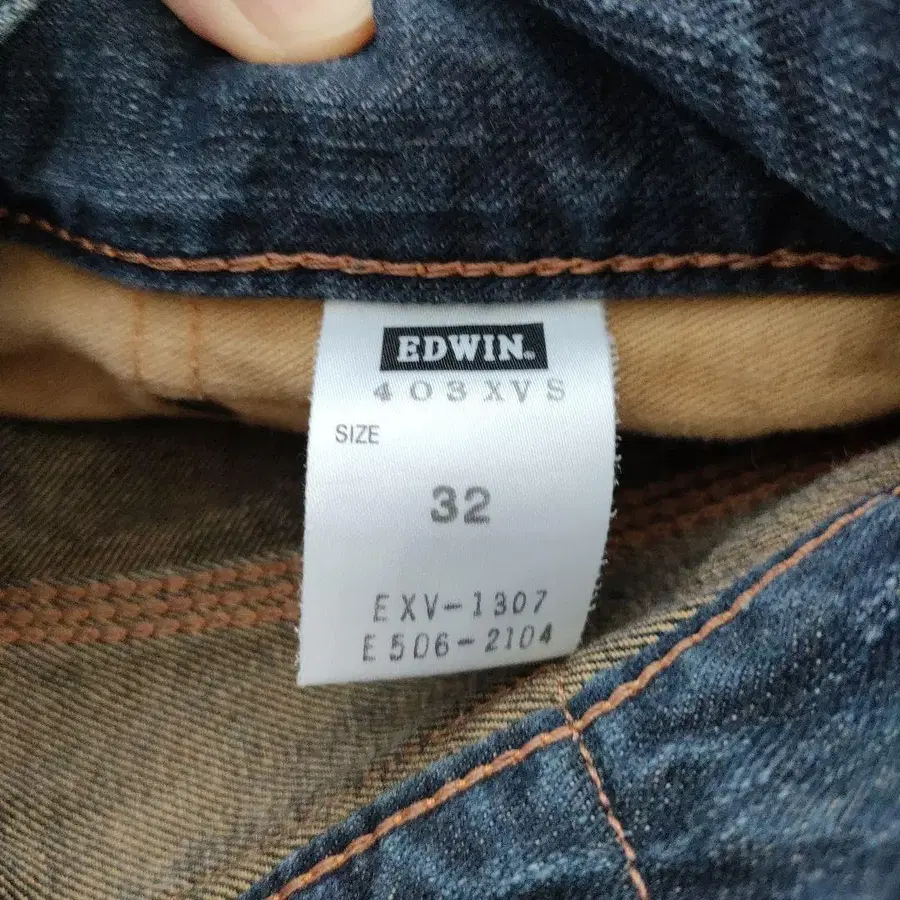 EDWIN.
403XVS
SIZE
32
EXV-1307
E506-2104